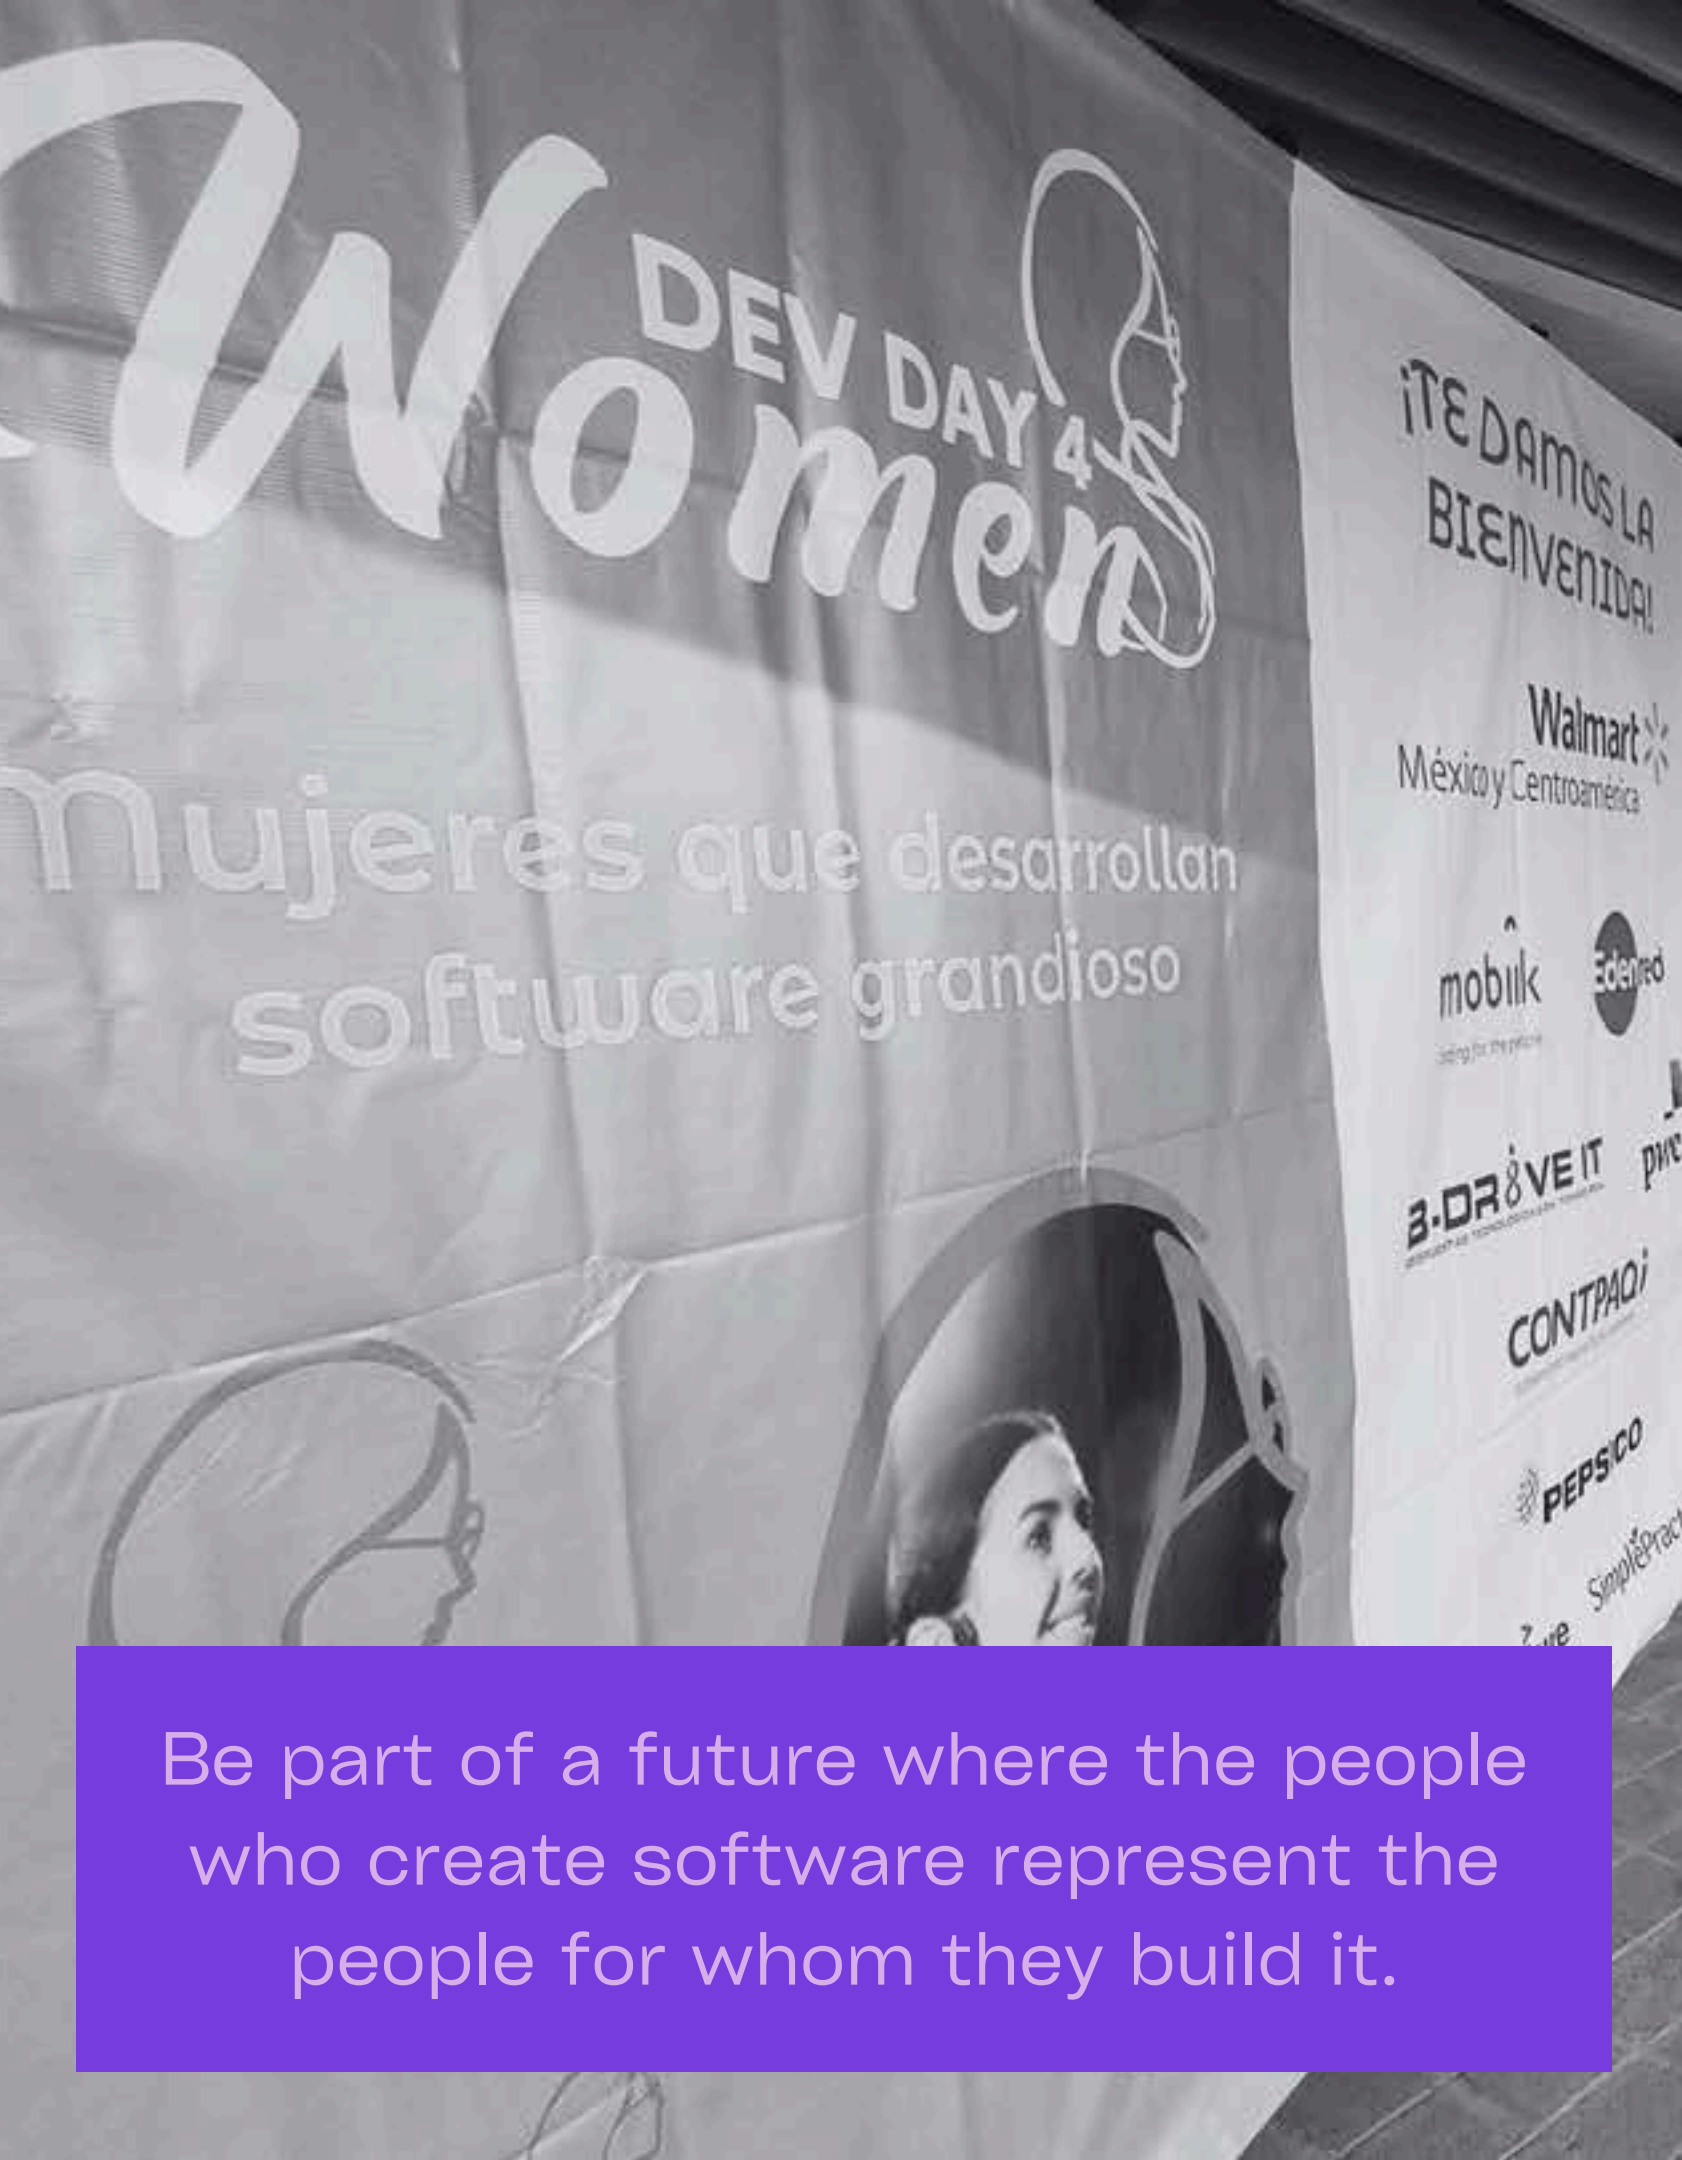 W
DEV DAY 4
Women
mujeres que desarrollan
software grandioso
¡TE DAMOS LA
BIENVENIDA!
Walmart
México y Centroamérica
mobiik
Edenred
B-DRIVE IT
pwc
CONTPAQi
PEPSICO
Be part of a future where the people
who create software represent the
people for whom they build it.